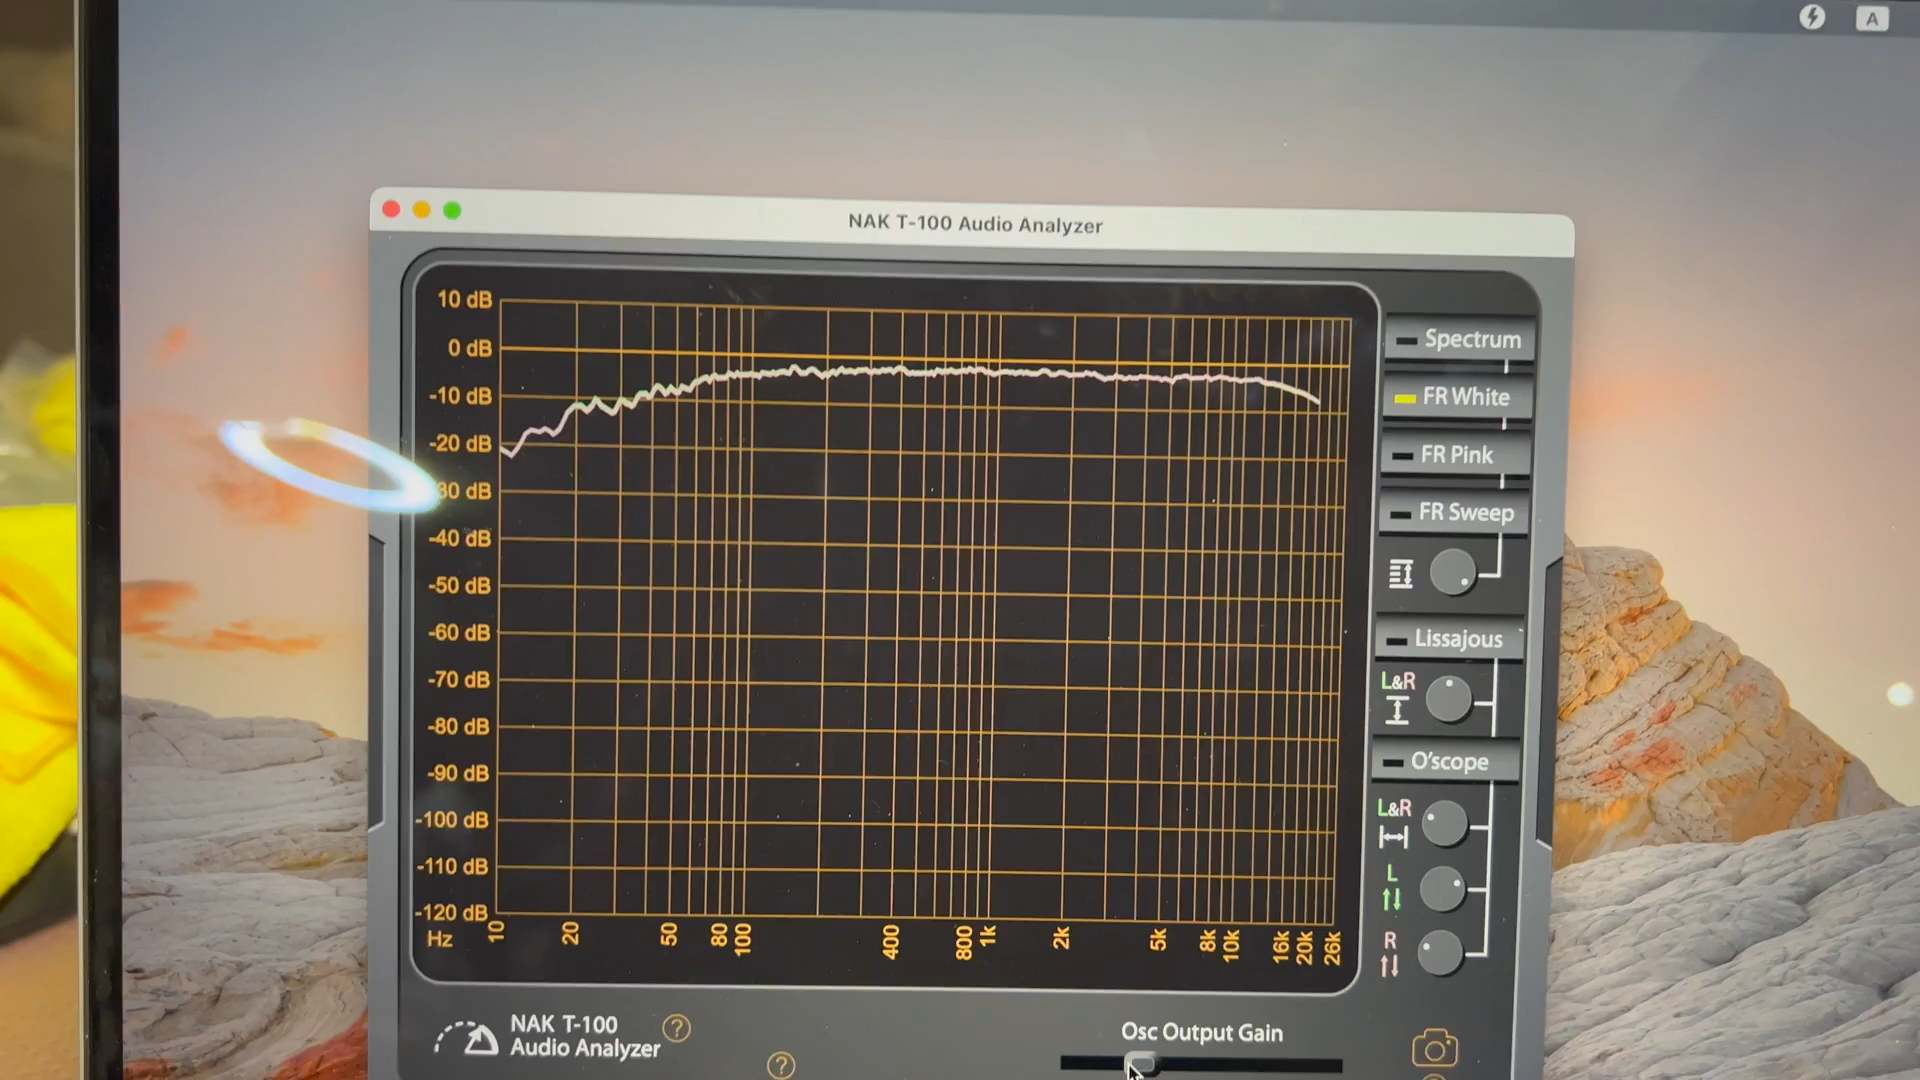 A
NAK T-100 Audio Analyzer
10 dB
0 dB
-10 dB
-20 dB
30 dB
-40 dB
-50 dB
-60 dB
-70 dB
-80 dB
-90 dB
-100 dB
-110 dB
-120 dB
Hz
10
20
50
80
100
400
800
1k
2k
5k
8k
10k
16k
20k
26k
Spectrum
FR White
FR Pink
FR Sweep
Lissajous
L&R
O'scope
L&R
L
R
NAK T-100
Audio Analyzer
?
?
Osc Output Gain